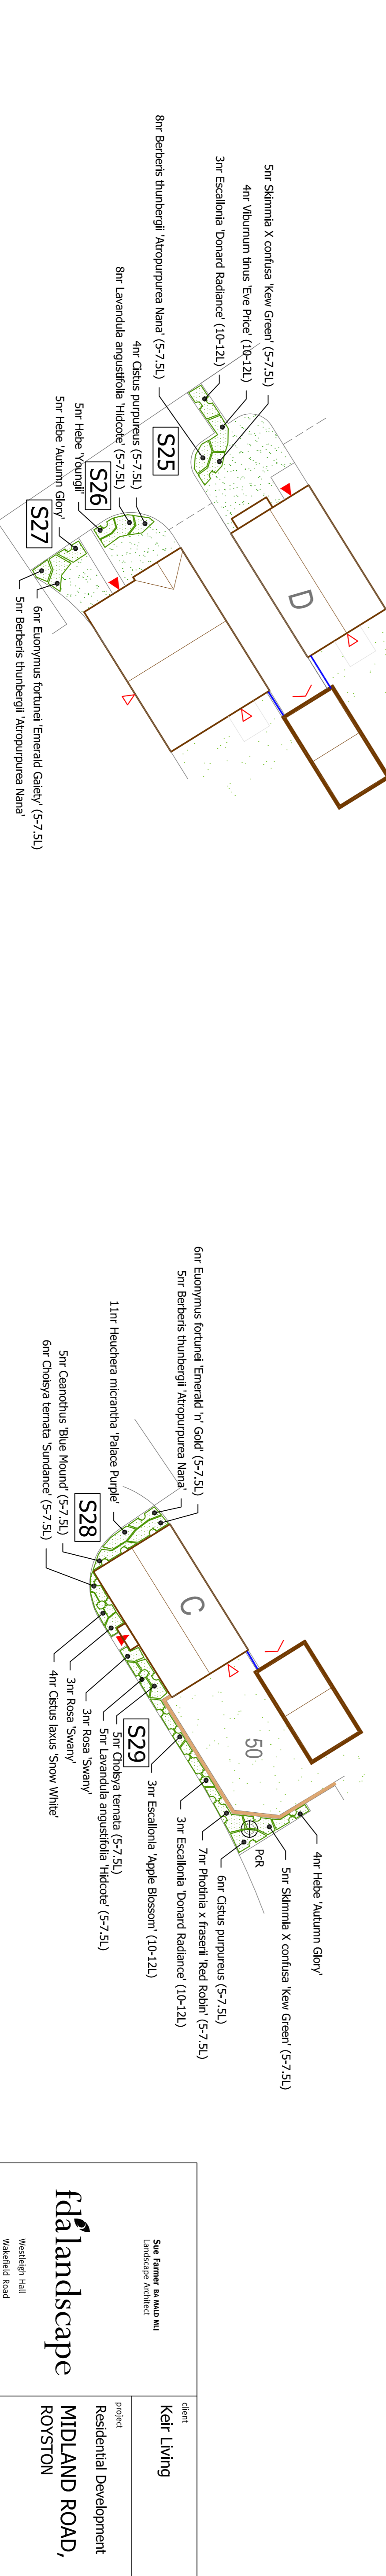 5nr Skimmia X confusa 'Kew Green' (5-7.5L)
4nr Viburnum tinus 'Eve Price' (10-12L)
3nr Escallonia 'Donard Radiance' (10-12L)
8nr Berberis thunbergii 'Atropurpurea Nana' (5-7.5L)
S25
4nr Cistus purpureus (5-7.5L)
8nr Lavandula angustifolia 'Hidcote' (5-7.5L)
S26
5nr Hebe 'Youngii'
5nr Hebe 'Autumn Glory'
S27
6nr Euonymus fortunei 'Emerald Gaiety' (5-7.5L)
5nr Berberis thunbergii 'Atropurpurea Nana'
D
6nr Euonymus fortunei 'Emerald 'n' Gold' (5-7.5L)
5nr Berberis thunbergii 'Atropurpurea Nana'
11nr Heuchera micrantha 'Palace Purple'
S28
5nr Ceanothus 'Blue Mound' (5-7.5L)
6nr Choisya ternata 'Sundance' (5-7.5L)
C
50
PcR
4nr Hebe 'Autumn Glory'
5nr Skimmia X confusa 'Kew Green' (5-7.5L)
6nr Cistus purpureus (5-7.5L)
7nr Photinia x fraserii 'Red Robin' (5-7.5L)
3nr Escallonia 'Donard Radiance' (10-12L)
3nr Escallonia 'Apple Blossom' (10-12L)
S29
5nr Choisya ternata (5-7.5L)
5nr Lavandula angustifolia 'Hidcote' (5-7.5L)
3nr Rosa 'Swany'
3nr Rosa 'Swany'
4nr Cistus laxus 'Snow White'
Sue Farmer BA MALD MLI
Landscape Architect
fda landscape
Westleigh Hall
Wakefield Road
client
Keir Living
project
Residential Development
MIDLAND ROAD,
ROYSTON